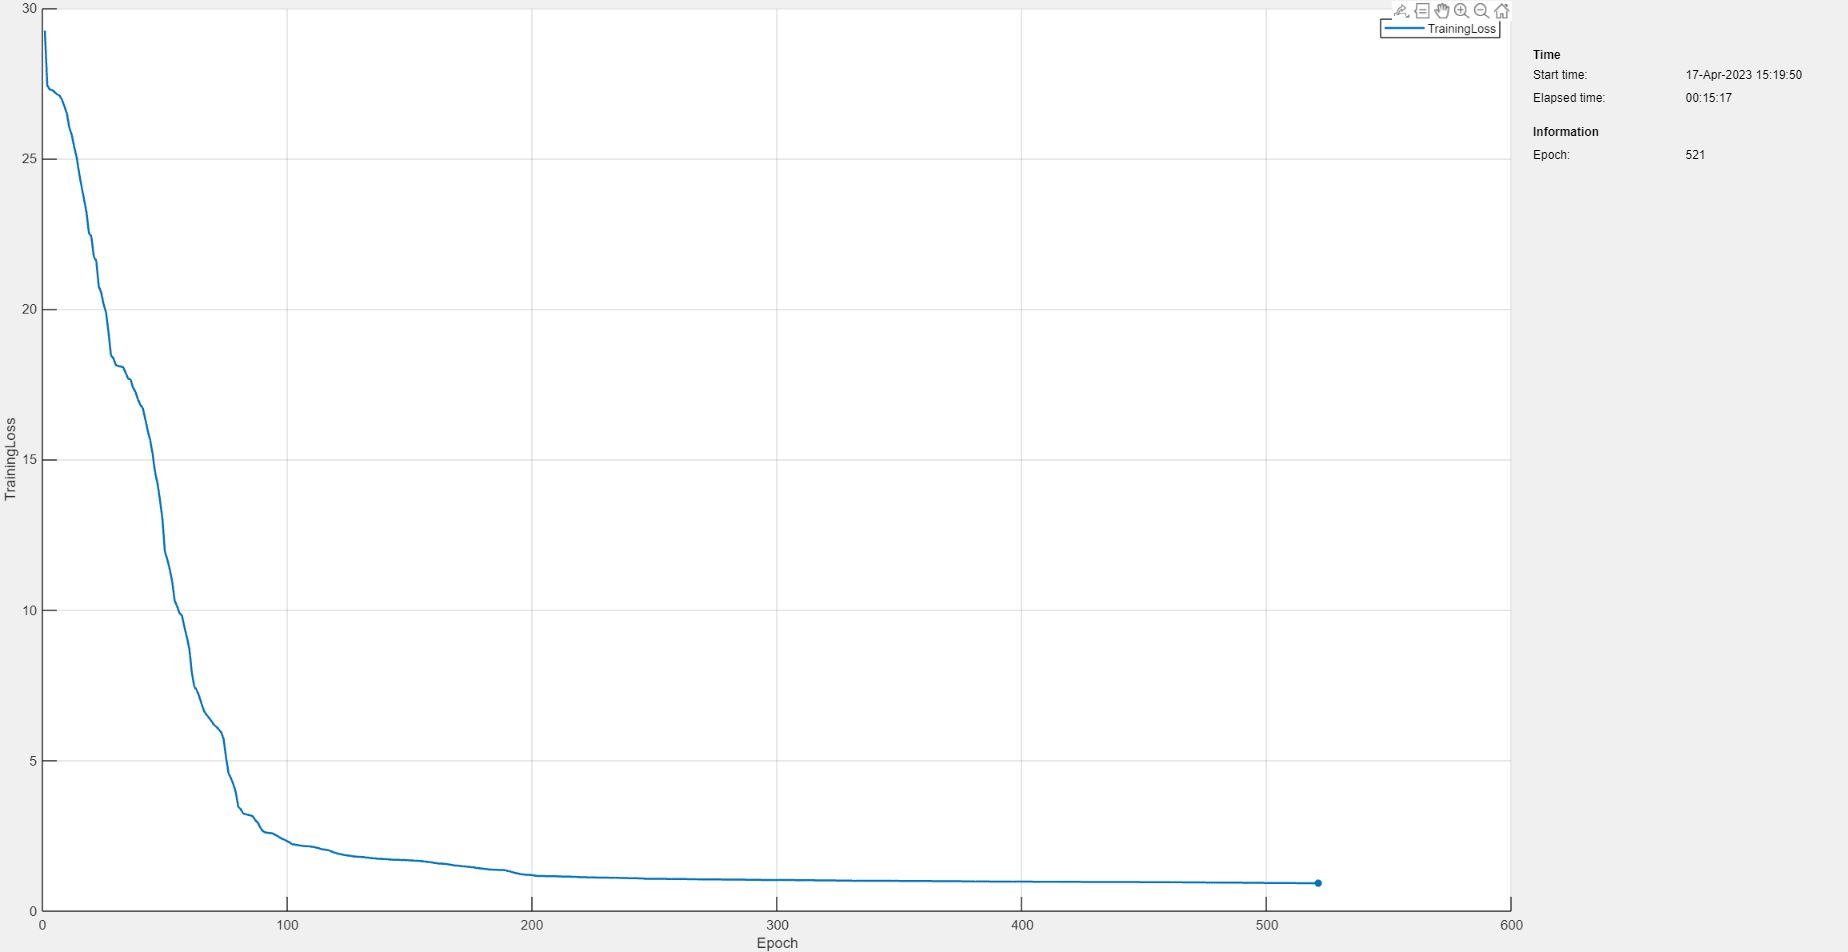 30
25
20
15
10
5
0
TrainingLoss
0 100 200 300 400 500 600
Epoch
TrainingLoss
Time
Start time: 17-Apr-2023 15:19:50
Elapsed time: 00:15:17
Information
Epoch: 521